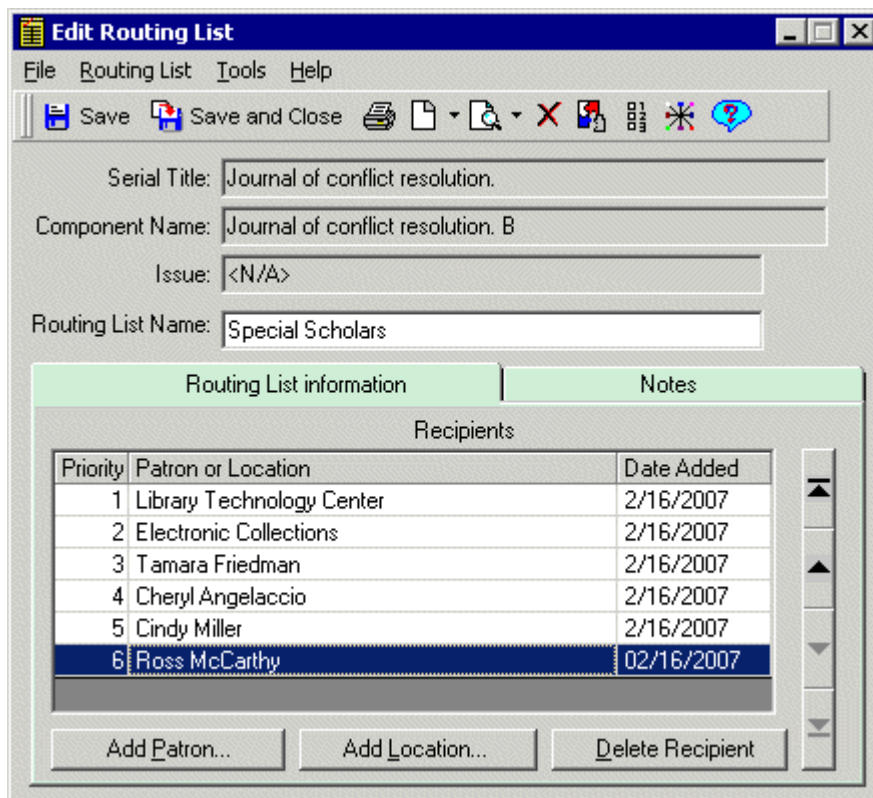 Edit Routing List
File Routing List Tools Help
Save Save and Close
Serial Title: Journal of conflict resolution.
Component Name: Journal of conflict resolution. B
Issue: <N/A>
Routing List Name: Special Scholars
Routing List information Notes
Recipients
Priority Patron or Location Date Added
1 Library Technology Center 2/16/2007
2 Electronic Collections 2/16/2007
3 Tamara Friedman 2/16/2007
4 Cheryl Angelaccio 2/16/2007
5 Cindy Miller 2/16/2007
6 Ross McCarthy 02/16/2007
Add Patron... Add Location... Delete Recipient